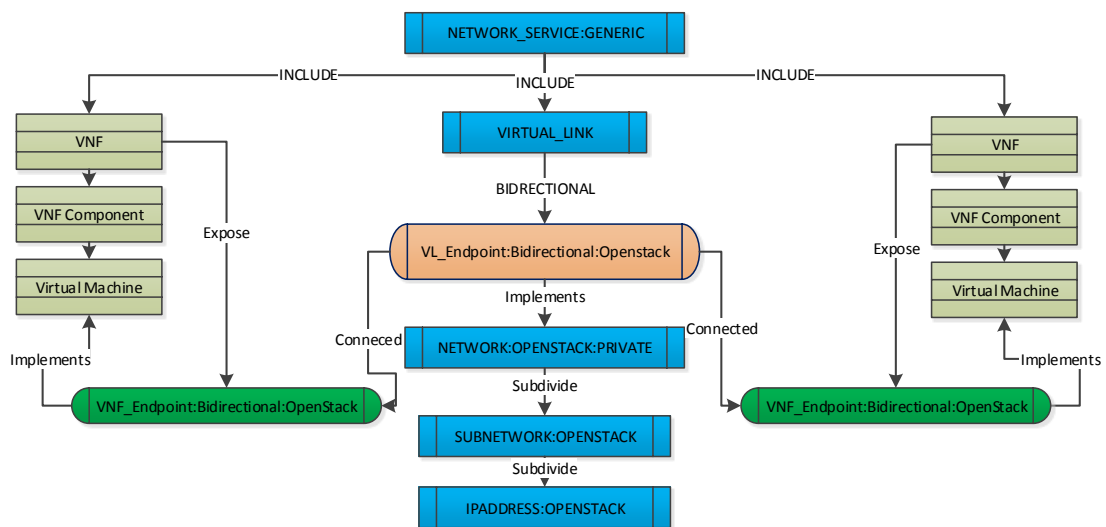 NETWORK_SERVICE:GENERIC
INCLUDE
INCLUDE
INCLUDE
VNF
VIRTUAL_LINK
VNF
BIDRECTIONAL
VNF Component
VNF Component
Expose
Expose
VL_Endpoint:Bidirectional:Openstack
Virtual Machine
Virtual Machine
Implements
Conneced
Connected
NETWORK:OPENSTACK:PRIVATE
Implements
Implements
Subdivide
VNF_Endpoint:Bidirectional:OpenStack
VNF_Endpoint:Bidirectional:OpenStack
SUBNETWORK:OPENSTACK
Subdivide
IPADDRESS:OPENSTACK